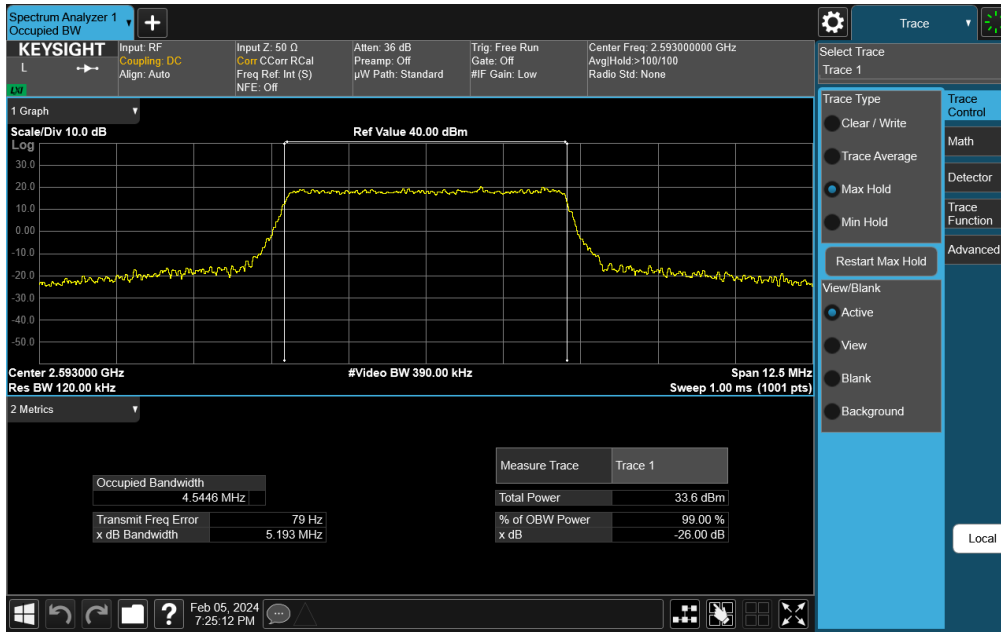 Spectrum Analyzer 1
Occupied BW
Trace
KEYSIGHT
L
LXI
Input: RF
Coupling: DC
Align: Auto
Input Z: 50 Ω
Corr CCorr RCal
Freq Ref: Int (S)
NFE: Off
Atten: 36 dB
Preamp: Off
µW Path: Standard
Trig: Free Run
Gate: Off
#IF Gain: Low
Center Freq: 2.593000000 GHz
Avg|Hold:>100/100
Radio Std: None
Select Trace
Trace 1
1 Graph
Scale/Div 10.0 dB
Ref Value 40.00 dBm
Log
30.0
20.0
10.0
0.00
-10.0
-20.0
-30.0
-40.0
-50.0
Center 2.593000 GHz
#Video BW 390.00 kHz
Span 12.5 MHz
Res BW 120.00 kHz
Sweep 1.00 ms (1001 pts)
2 Metrics
Occupied Bandwidth
4.5446 MHz
Transmit Freq Error 79 Hz
x dB Bandwidth 5.193 MHz
Measure Trace Trace 1
Total Power 33.6 dBm
% of OBW Power 99.00 %
x dB -26.00 dB
Trace Type
Clear / Write
Trace Average
Max Hold
Min Hold
Restart Max Hold
View/Blank
Active
View
Blank
Background
Trace
Control
Math
Detector
Trace
Function
Advanced
Local
?
Feb 05, 2024
7:25:12 PM